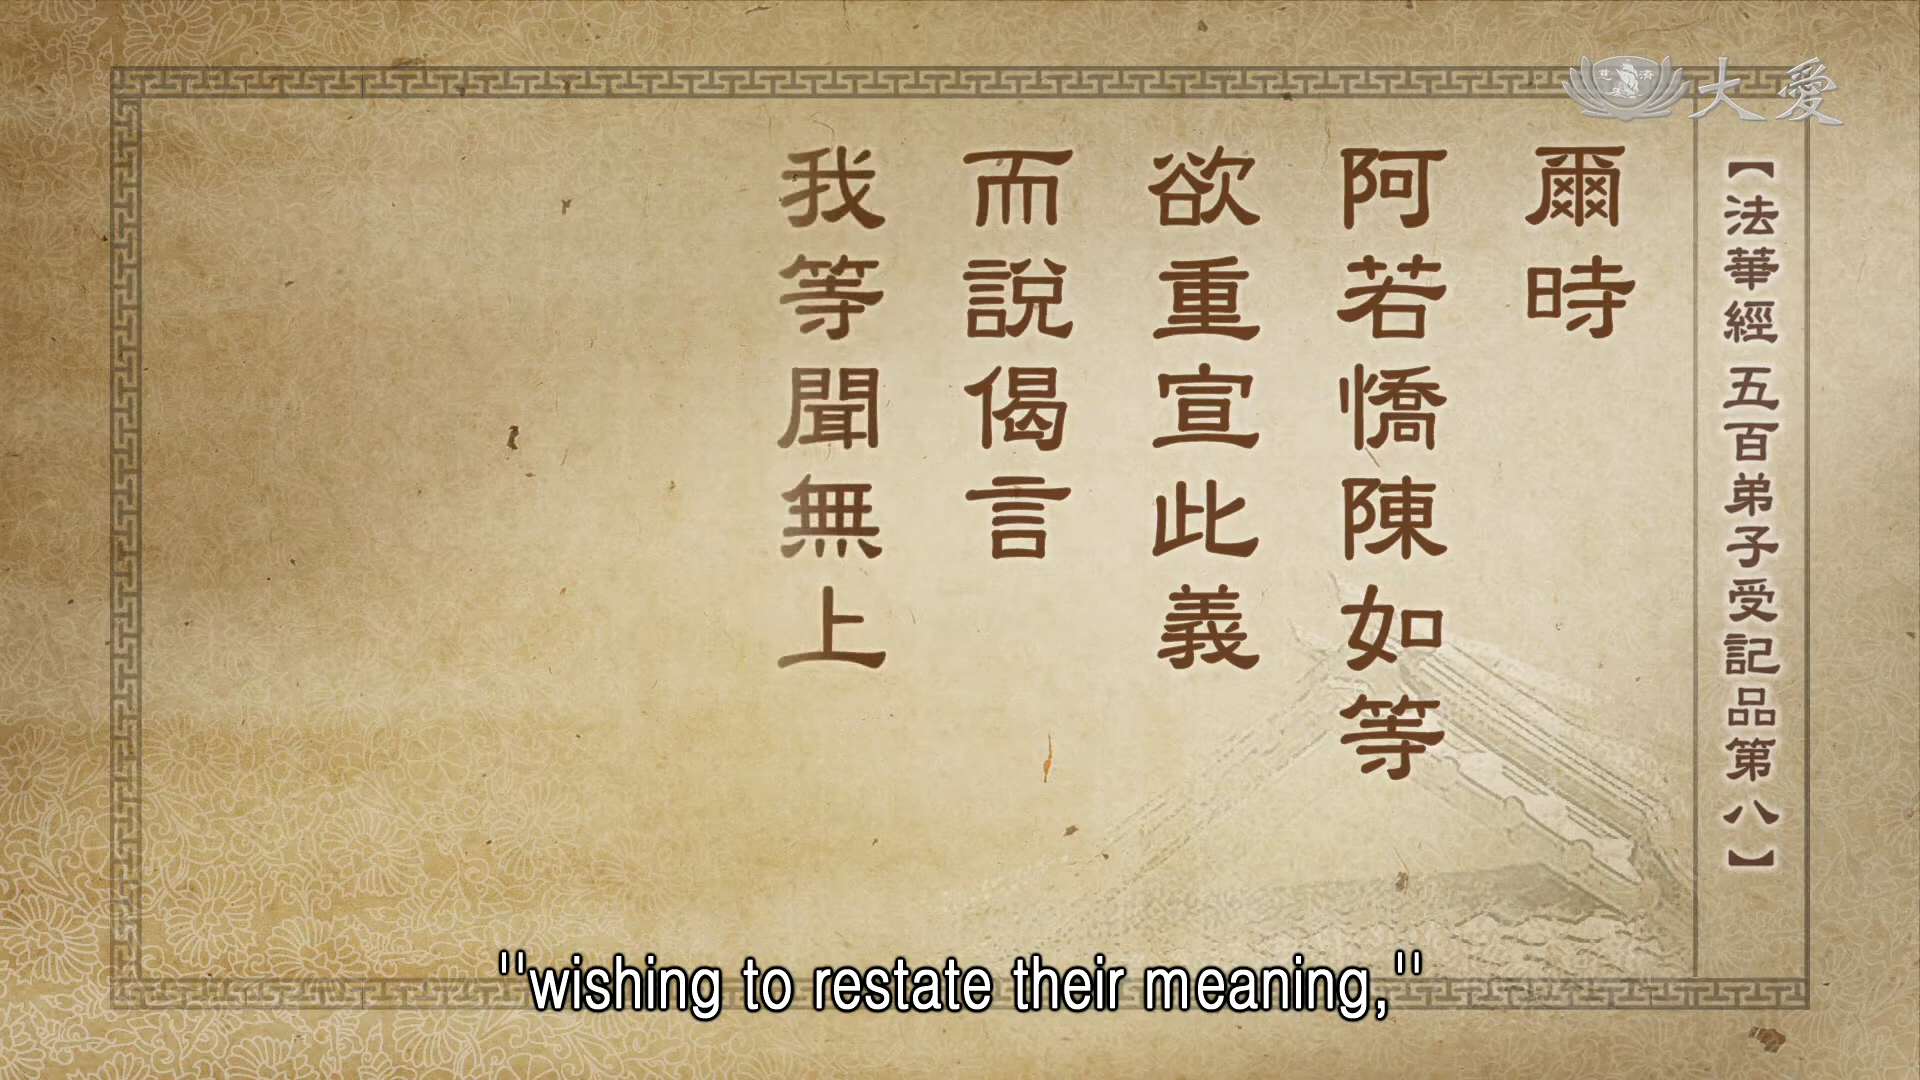 【法華經 五百弟子受記品第八】
爾時
阿若憍陳如等
欲重宣此義
而說偈言
我等聞無上
大愛
慈濟
"wishing to restate their meaning,"